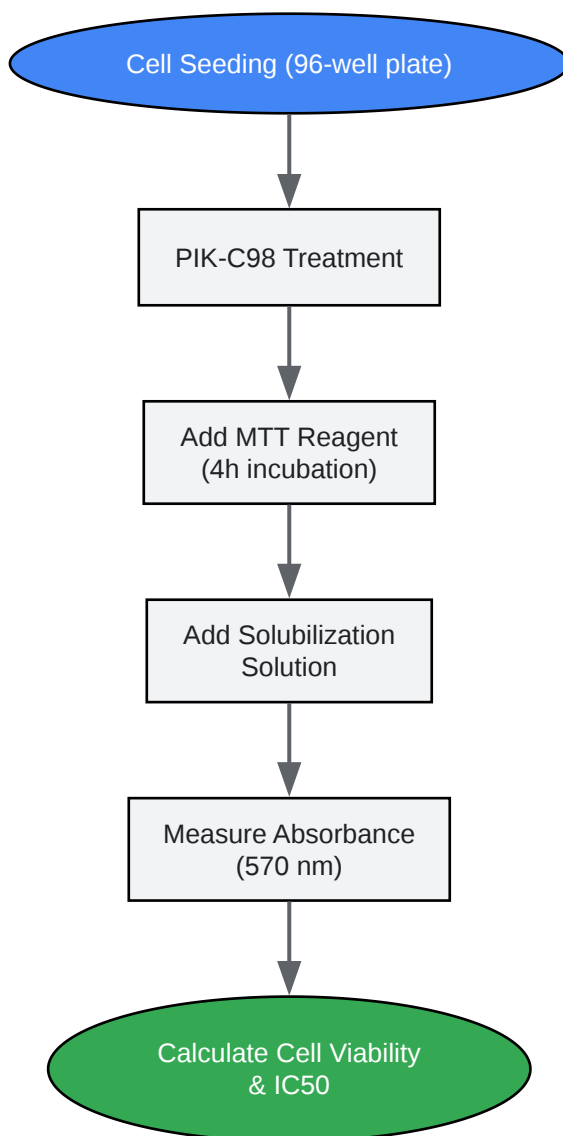 Cell Seeding (96-well plate)
PIK-C98 Treatment
Add MTT Reagent
(4h incubation)
Add Solubilization
Solution
Measure Absorbance
(570 nm)
Calculate Cell Viability
& IC50